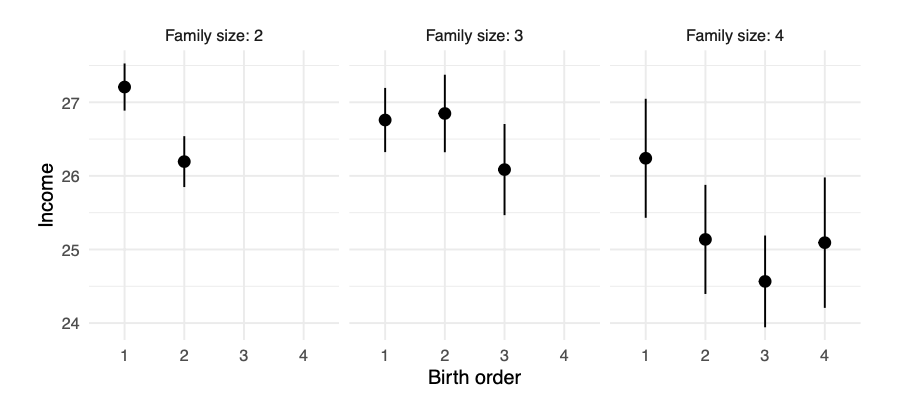 Family size: 2
Family size: 3
Family size: 4
Income
27
26
25
24
1 2 3 4
1 2 3 4
1 2 3 4
Birth order